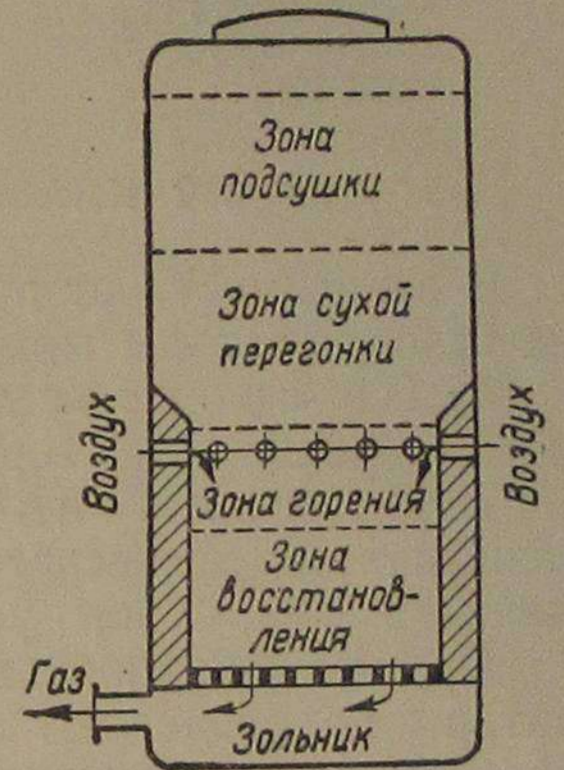 Зона
подсушки
Зона сухой
перегонки
Воздух
Воздух
Зона горения
Зона
восстанов-
ления
Газ
Зольник